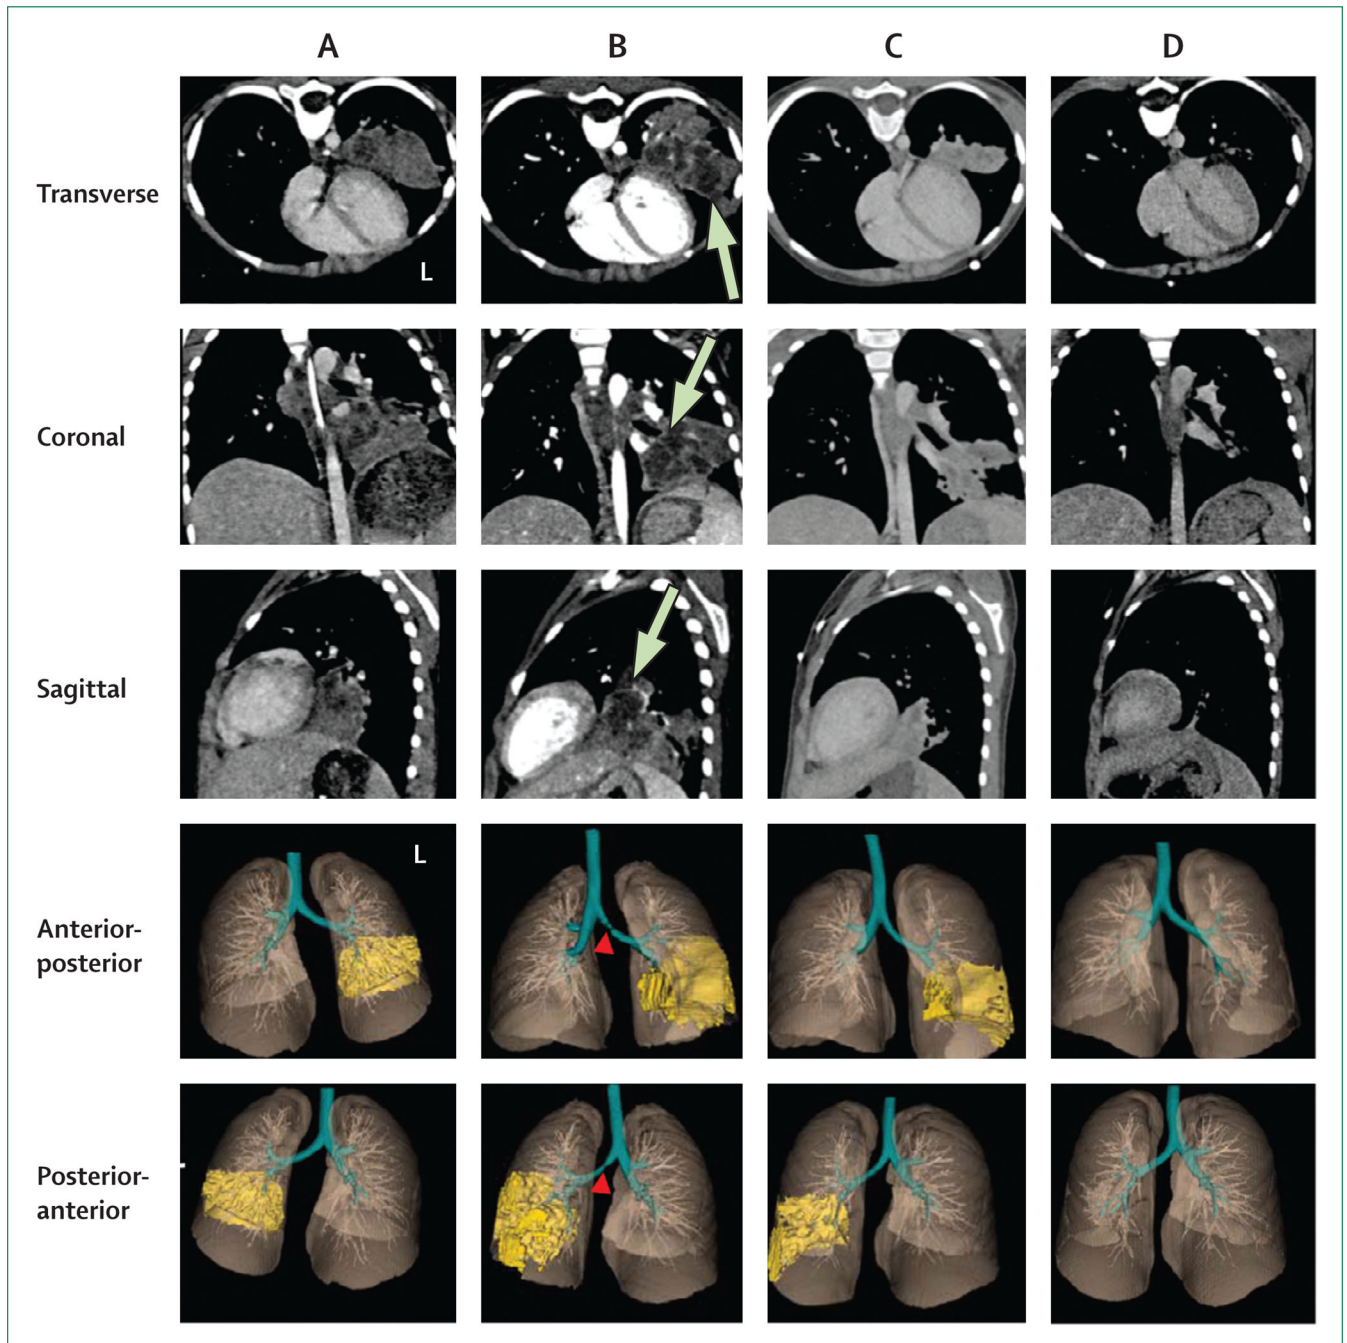 A B C D
Transverse
L
Coronal
Sagittal
L
Anterior-
posterior
Posterior-
anterior